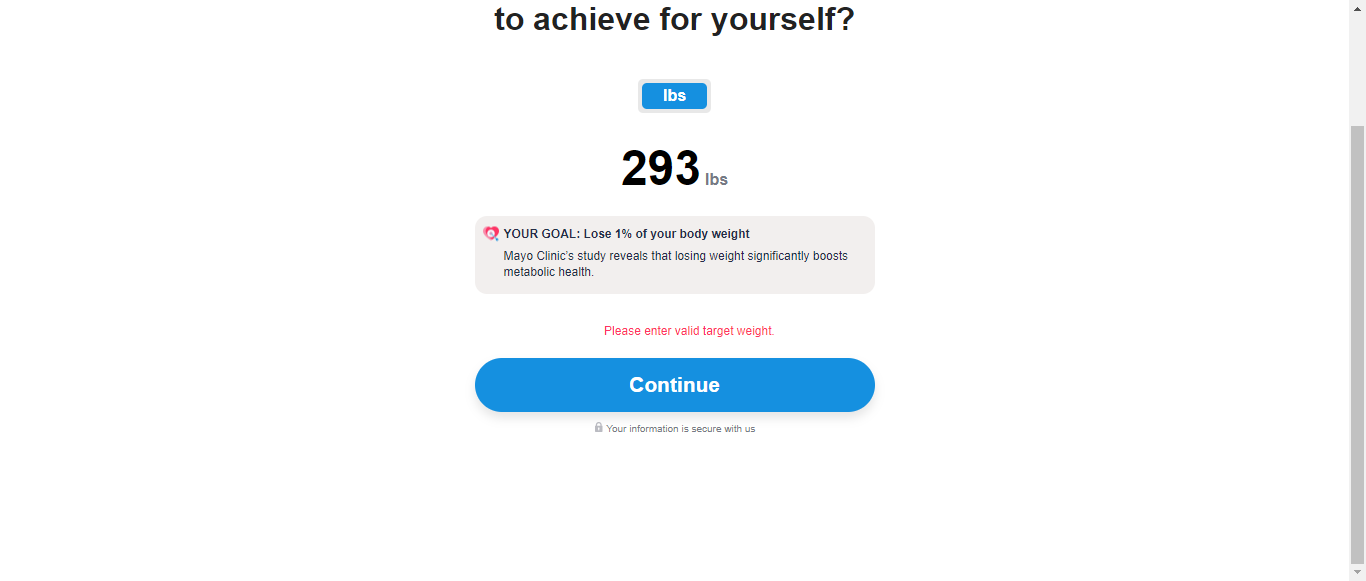 to achieve for yourself?
lbs
293 lbs
YOUR GOAL: Lose 1% of your body weight
Mayo Clinic's study reveals that losing weight significantly boosts
metabolic health.
Please enter valid target weight.
Continue
Your information is secure with us